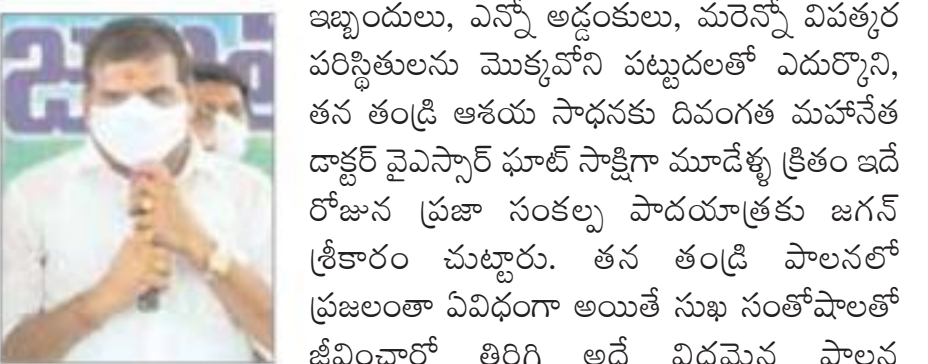 ఇబ్బందులు, ఎన్నో అడ్డంకులు, మరెన్నో విపత్కర
పరిస్థితులను మొక్కవోని పట్టుదలతో ఎదుర్కొని,
తన తండ్రి ఆశయ సాధనకు దివంగత మహానేత
డాక్టర్ వైఎస్సార్ ఘాట్ సాక్షిగా మూడేళ్ళ క్రితం ఇదే
రోజున ప్రజా సంకల్ప పాదయాత్రకు జగన్
శ్రీకారం చుట్టారు. తన తండ్రి పాలనలో
ప్రజలంతా ఏవిధంగా అయితే సుఖ సంతోషాలతో
జీవించారో తిరిగి అదే విధమైన పాలన